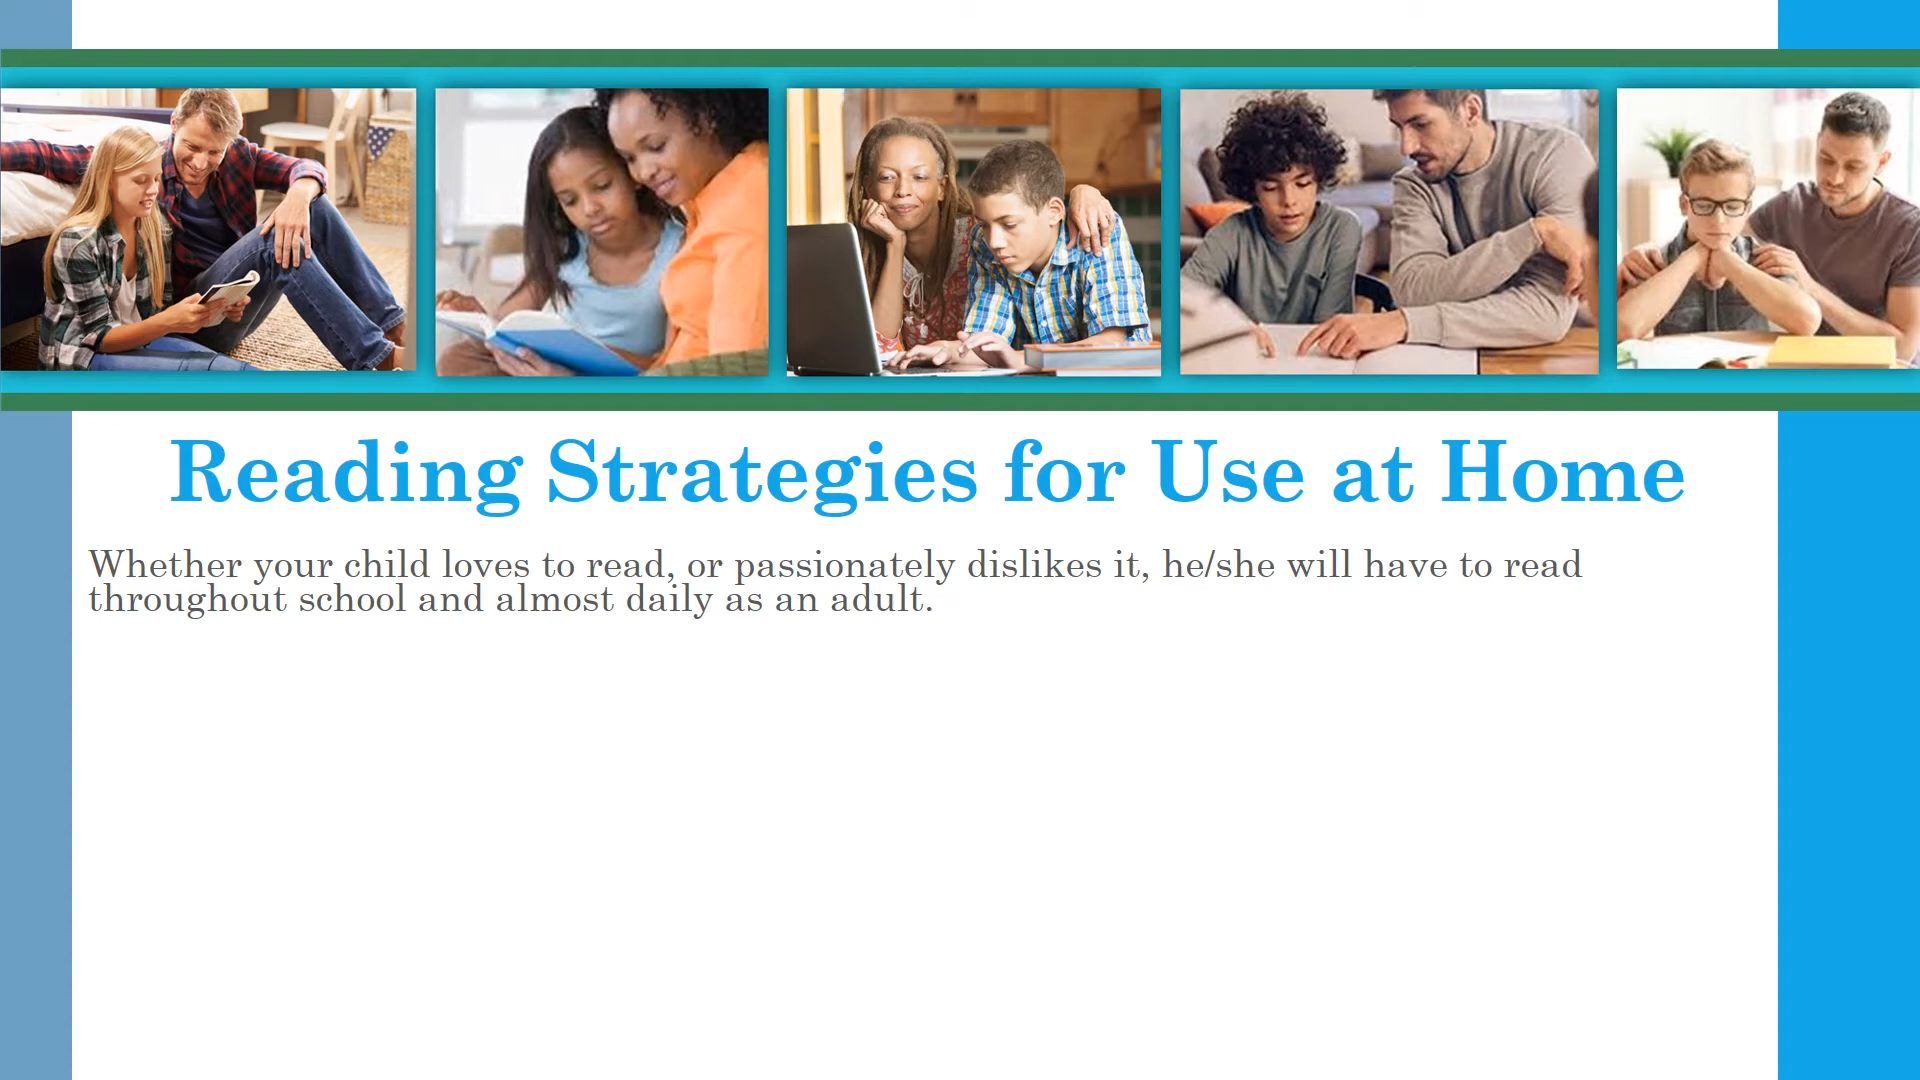 Reading Strategies for Use at Home
Whether your child loves to read, or passionately dislikes it, he/she will have to read
throughout school and almost daily as an adult.